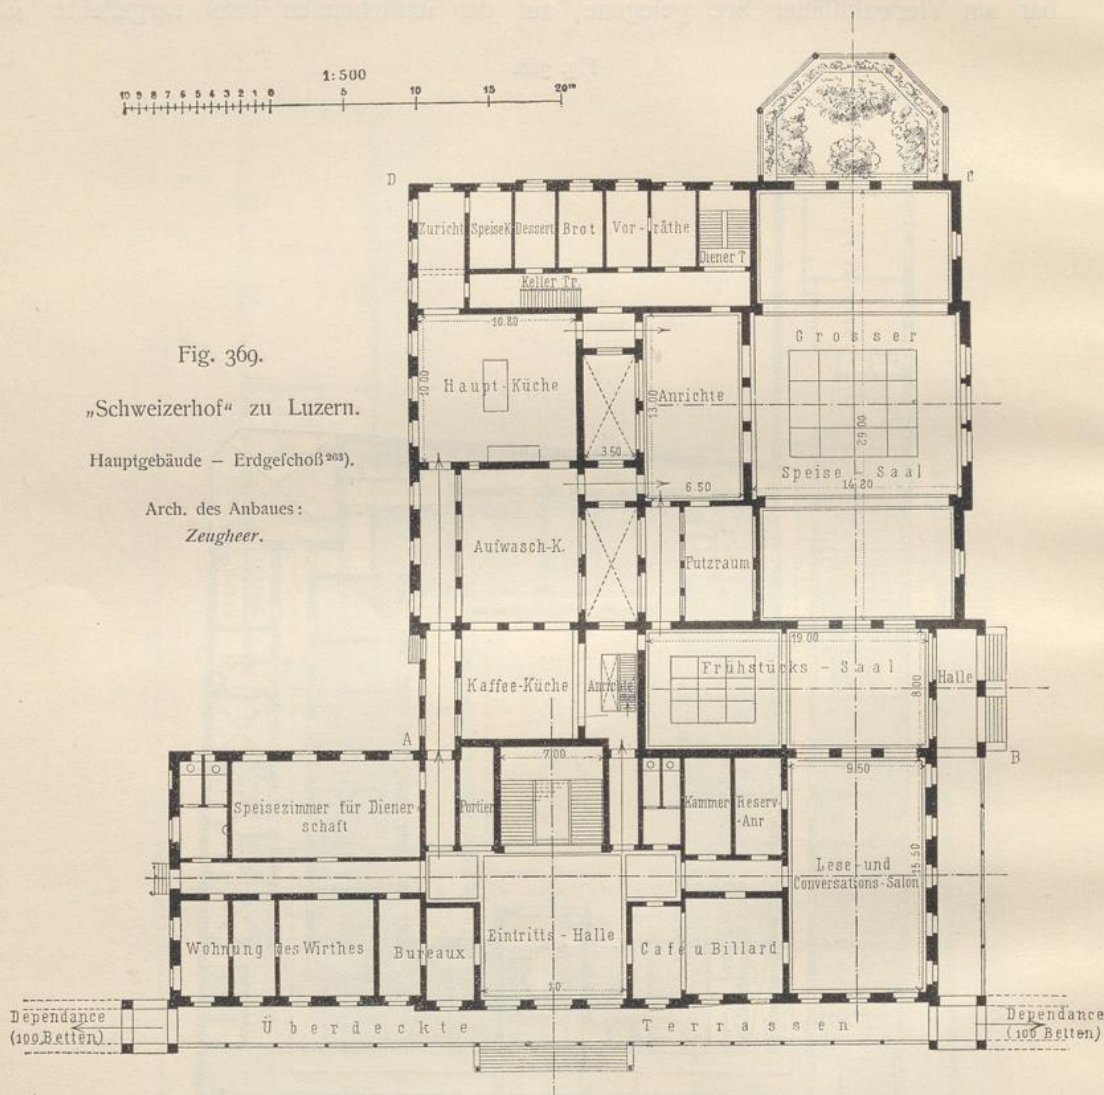 1:500
10 9 8 7 6 5 4 3 2 1 0 5 10 15 20m
D
C
Zuricht
SpeiseK
Dessert
Brot
Vor-räthe
Diener T
Keller Tr.
Fig. 369.
„Schweizerhof“ zu Luzern.
Hauptgebäude – Erdgeſchoß ²⁶³).
Arch. des Anbaues:
Zeugheer.
10.80
10.00
Haupt-Küche
3.50
Anrichte
13.00
6.50
Grosser
29.00
Speise-Saal
14.20
Aufwasch-K.
Putzraum
Kaffee-Küche
Anrichte
19.00
Frühstücks-Saal
8.00
Halle
A
B
7.00
9.50
Speisezimmer für Diener-
schaft
Portier
Kammer
Reserv-
-Anr
Lese-und
Conversations-Salon
15.50
Wohnung des Wirthes
Bureaux
Eintritts-Halle
10
Café u. Billard
Dependance
(100 Betten)
Überdeckte Terrassen
Dependance
(100 Betten)